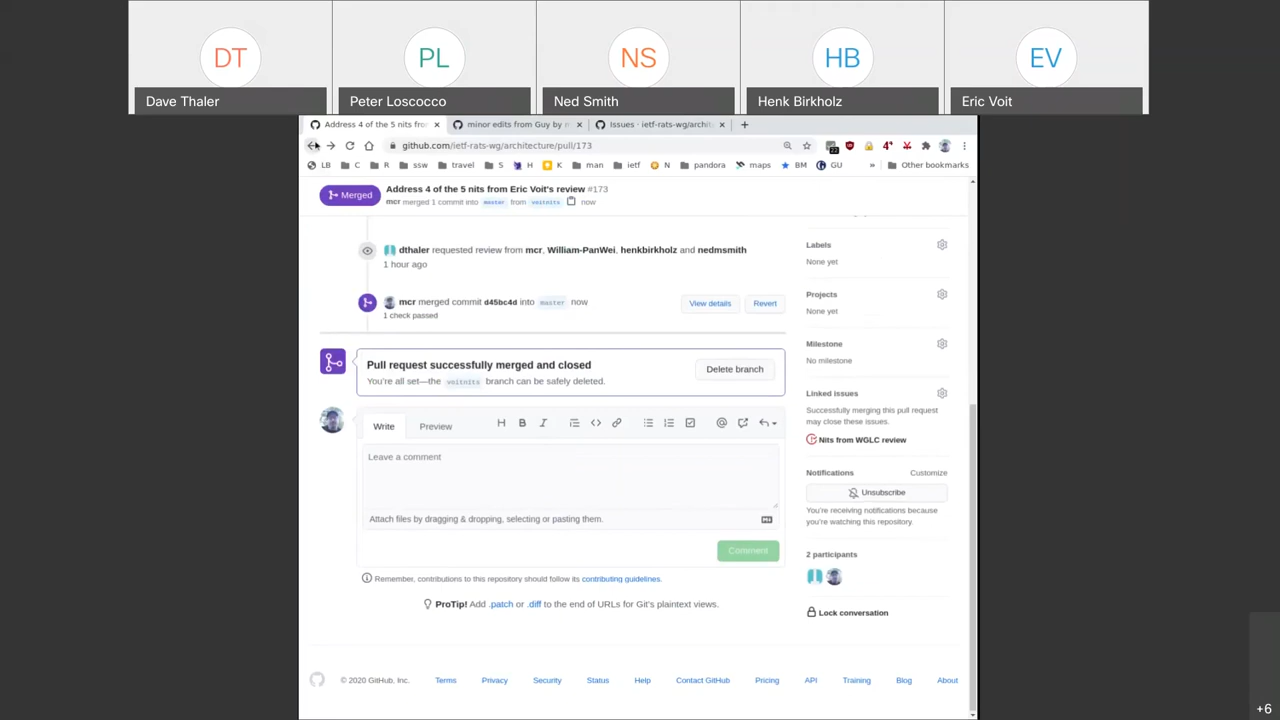 DT
PL
NS
HB
EV
Dave Thaler
Peter Loscocco
Ned Smith
Henk Birkholz
Eric Voit
Address 4 of the 5 nits from
minor edits from Guy by n
Issues · ietf-rats-wg/archit
github.com/ietf-rats-wg/architecture/pull/173
LB
C
R
ssw
travel
S
H
K
man
ietf
N
pandora
maps
BM
GU
»
Other bookmarks
Merged
Address 4 of the 5 nits from Eric Voit's review #173
mcr merged 1 commit into master from voitnits now
dthaler requested review from mcr, William-PanWei, henkbirkholz and nedmsmith
1 hour ago
mcr merged commit d45bc4d into master now
1 check passed
View details
Revert
Pull request successfully merged and closed
You're all set—the voitnits branch can be safely deleted.
Delete branch
Write
Preview
Leave a comment
Attach files by dragging & dropping, selecting or pasting them.
Comment
Remember, contributions to this repository should follow its contributing guidelines.
ProTip! Add .patch or .diff to the end of URLs for Git's plaintext views.
Labels
None yet
Projects
None yet
Milestone
No milestone
Linked issues
Successfully merging this pull request
may close these issues.
Nits from WGLC review
Notifications
Customize
Unsubscribe
You're receiving notifications because
you're watching this repository.
2 participants
Lock conversation
© 2020 GitHub, Inc.
Terms
Privacy
Security
Status
Help
Contact GitHub
Pricing
API
Training
Blog
About
+6